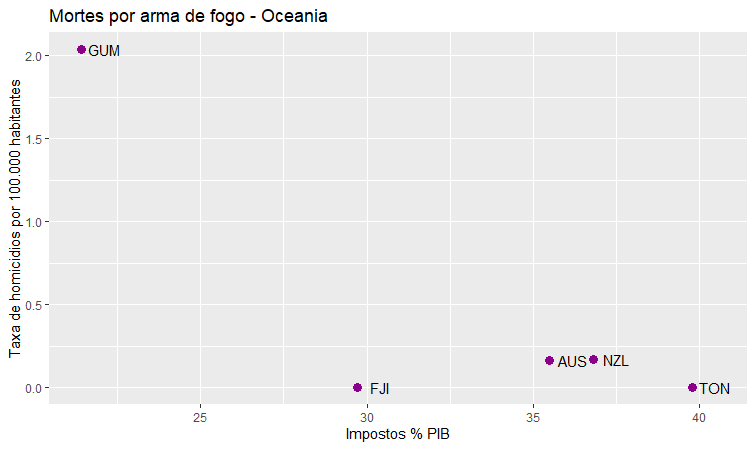 Mortes por arma de fogo - Oceania
Taxa de homicídios por 100.000 habitantes
2.0
1.5
1.0
0.5
0.0
GUM
AUS
NZL
FJI
TON
25
30
35
40
Impostos % PIB